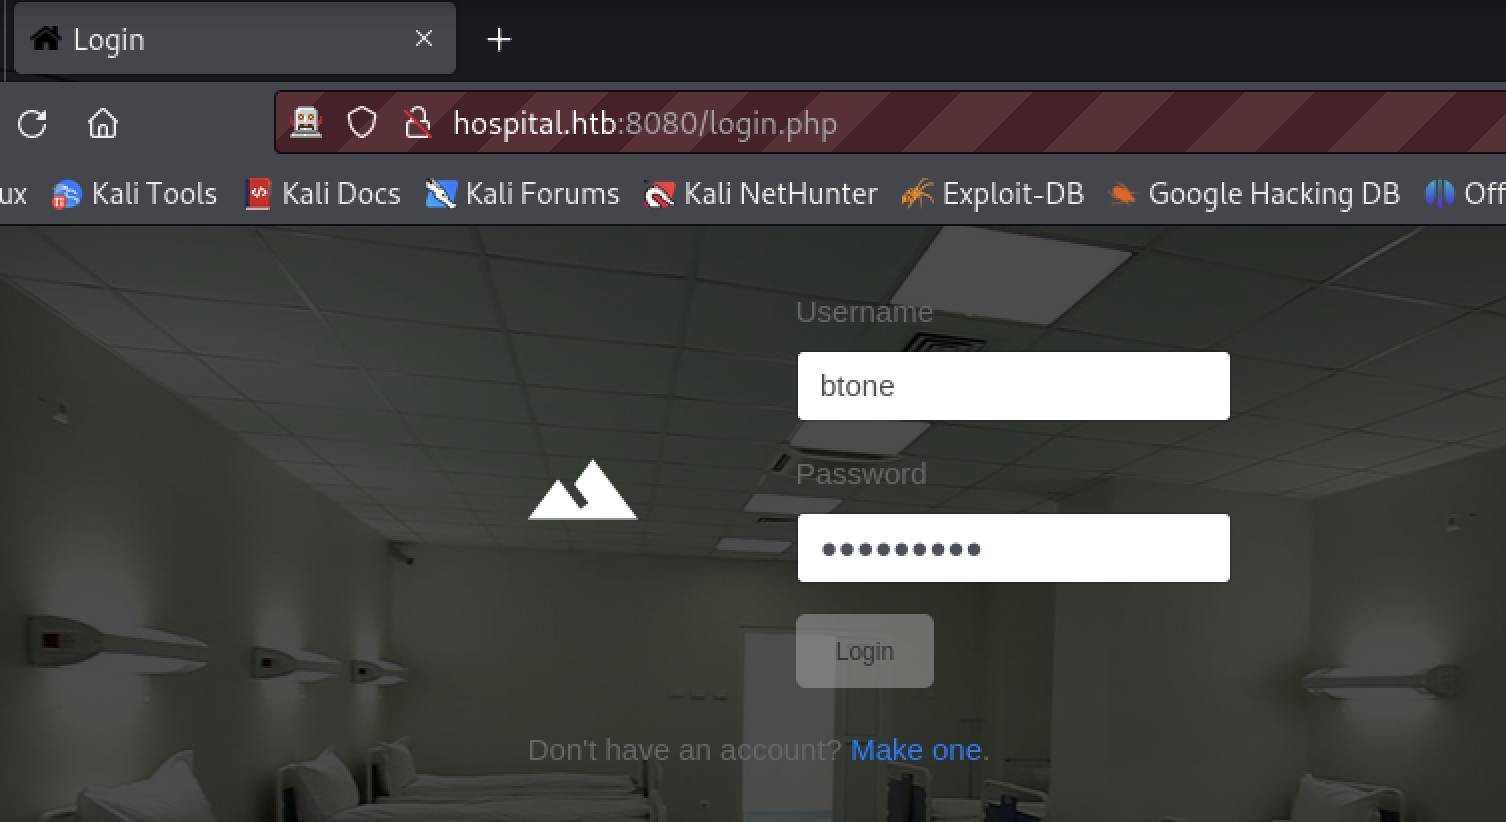 Login
hospital.htb:8080/login.php
ux Kali Tools Kali Docs Kali Forums Kali NetHunter Exploit-DB Google Hacking DB Off
Username
btone
Password
Login
Don't have an account? Make one.